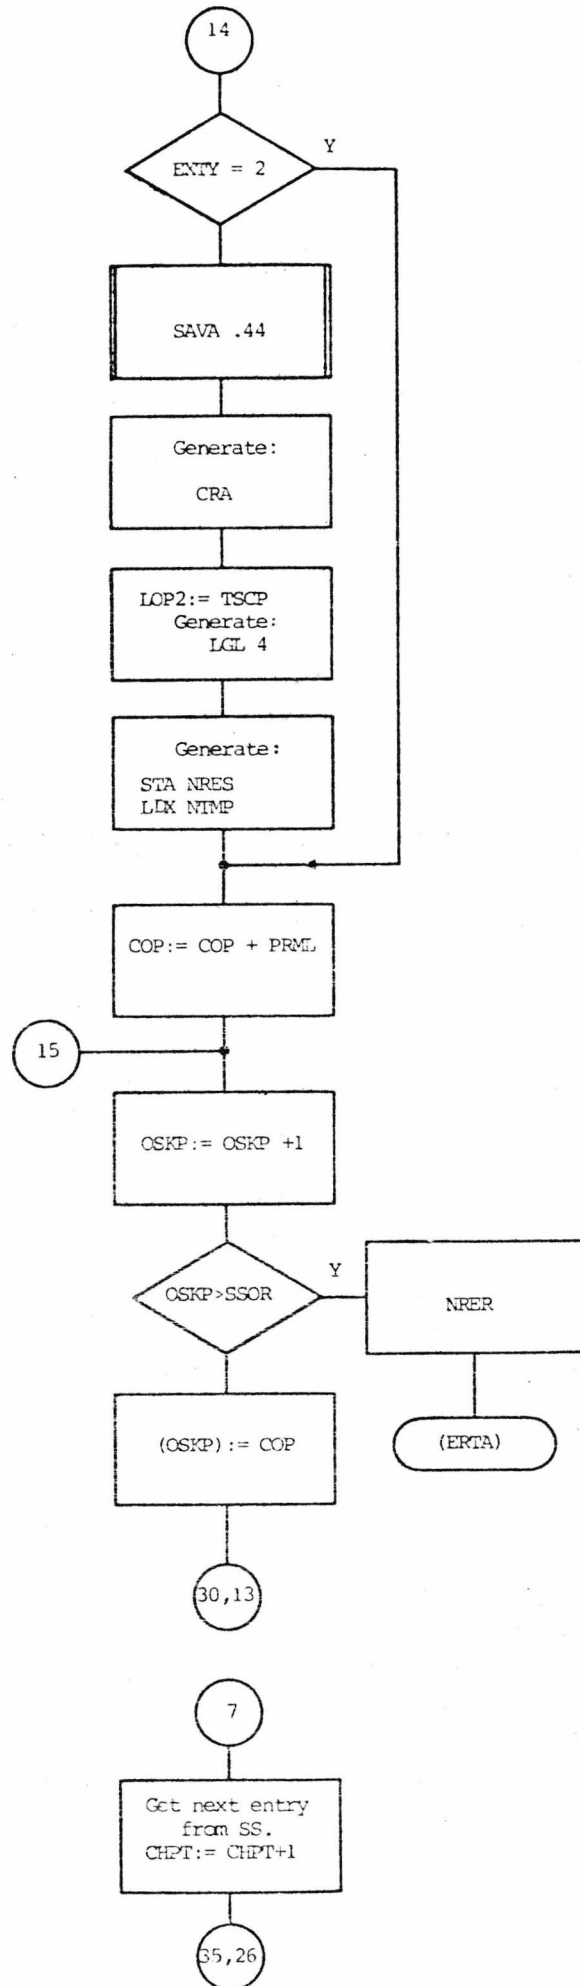 14
EXTY = 2
Y
SAVA .44
Generate:
CRA
LOP2:= TSCP
Generate:
LGL 4
Generate:
STA NRES
LDX NTMP
COP:= COP + PRML
15
OSKP:= OSKP +1
OSKP>SSOR
Y
NRER
(OSKP):= COP
(ERTA)
30,13
7
Get next entry
from SS.
CHPT:= CHPT+1
35,26